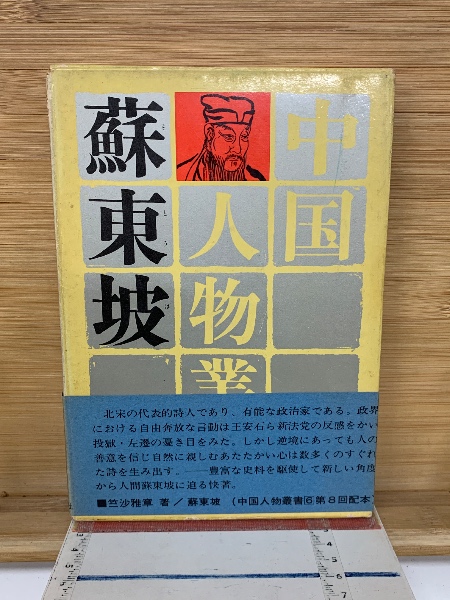 中国
人物叢
蘇東坡
そ
とう
ば
北宋の代表的詩人であり、有能な政治家である。政界
における自由奔放な言動は王安石ら新法党の反感をかい
投獄・左遷の憂き目をみた。しかし逆境にあっても人の
善意を信じ自然に親しむあたたかい心は数多くのすぐれ
た詩を生み出す。――豊富な史料を駆使して新しい角度
から人間蘇東坡に迫る快著。
■竺沙雅章 著／蘇東坡 (中国人物叢書⑥第8回配本)